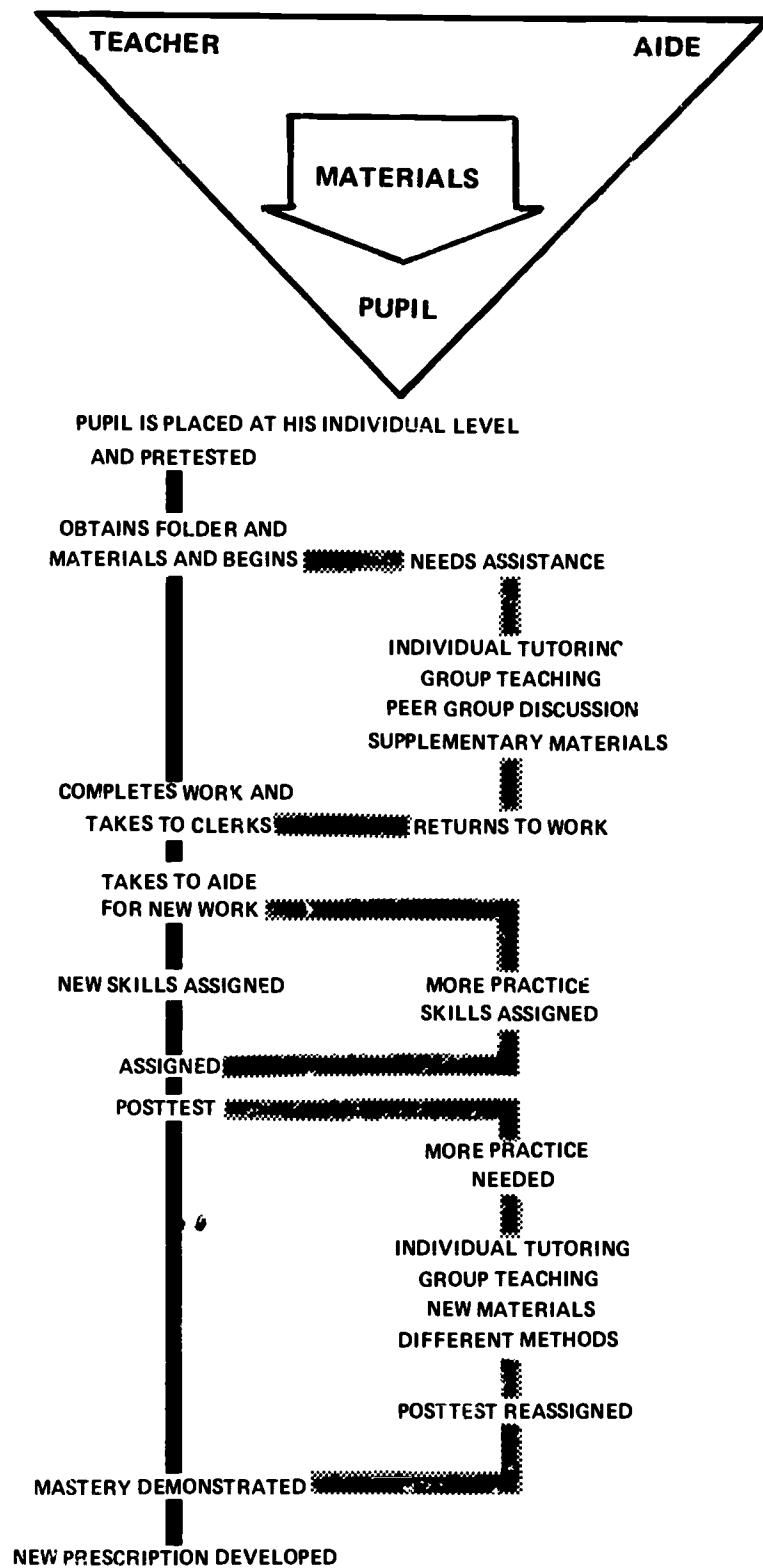 TEACHER AIDE
MATERIALS
PUPIL
PUPIL IS PLACED AT HIS INDIVIDUAL LEVEL
AND PRETESTED
OBTAINS FOLDER AND
MATERIALS AND BEGINS
NEEDS ASSISTANCE
INDIVIDUAL TUTORING
GROUP TEACHING
PEER GROUP DISCUSSION
SUPPLEMENTARY MATERIALS
COMPLETES WORK AND
TAKES TO CLERKS
RETURNS TO WORK
TAKES TO AIDE
FOR NEW WORK
NEW SKILLS ASSIGNED
MORE PRACTICE
SKILLS ASSIGNED
ASSIGNED
POSTTEST
MORE PRACTICE
NEEDED
INDIVIDUAL TUTORING
GROUP TEACHING
NEW MATERIALS
DIFFERENT METHODS
POSTTEST REASSIGNED
MASTERY DEMONSTRATED
NEW PRESCRIPTION DEVELOPED